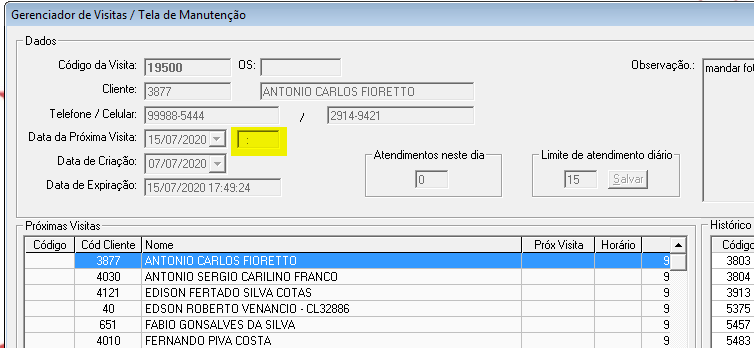 Gerenciador de Visitas / Tela de Manutenção
Dados
Código da Visita: 19500 OS: Observação.: mandar fot
Cliente: 3877 ANTONIO CARLOS FIORETTO
Telefone / Celular: 99988-5444 / 2914-9421
Data da Próxima Visita: 15/07/2020 :
Data de Criação: 07/07/2020
Data de Expiração: 15/07/2020 17:49:24
Atendimentos neste dia
0
Limite de atendimento diário
15 Salvar
Próximas Visitas
Código Cód Cliente Nome Próx Visita Horário
3877 ANTONIO CARLOS FIORETTO 9
4030 ANTONIO SERGIO CARILINO FRANCO 9
4121 EDISON FERTADO SILVA COTAS 9
40 EDSON ROBERTO VENANCIO - CL32886 9
651 FABIO GONSALVES DA SILVA 9
4010 FERNANDO PIVA COSTA 9
Histórico
Código
3803
3804
3913
5375
5457
5483